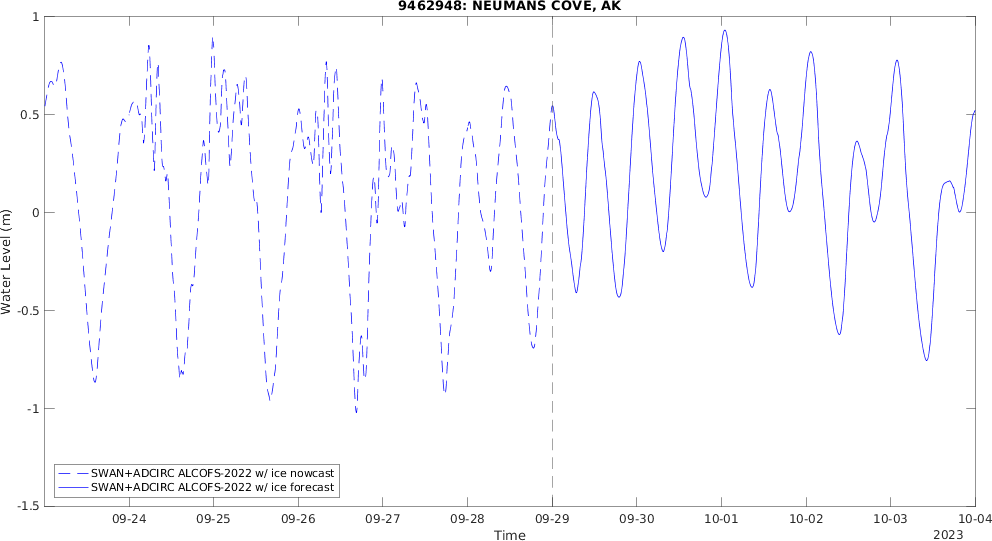 9462948: NEUMANS COVE, AK
1
0.5
0
-0.5
-1
-1.5
Water Level (m)
SWAN+ADCIRC ALCOFS-2022 w/ ice nowcast
SWAN+ADCIRC ALCOFS-2022 w/ ice forecast
09-24 09-25 09-26 09-27 09-28 09-29 09-30 10-01 10-02 10-03 10-04
Time
2023